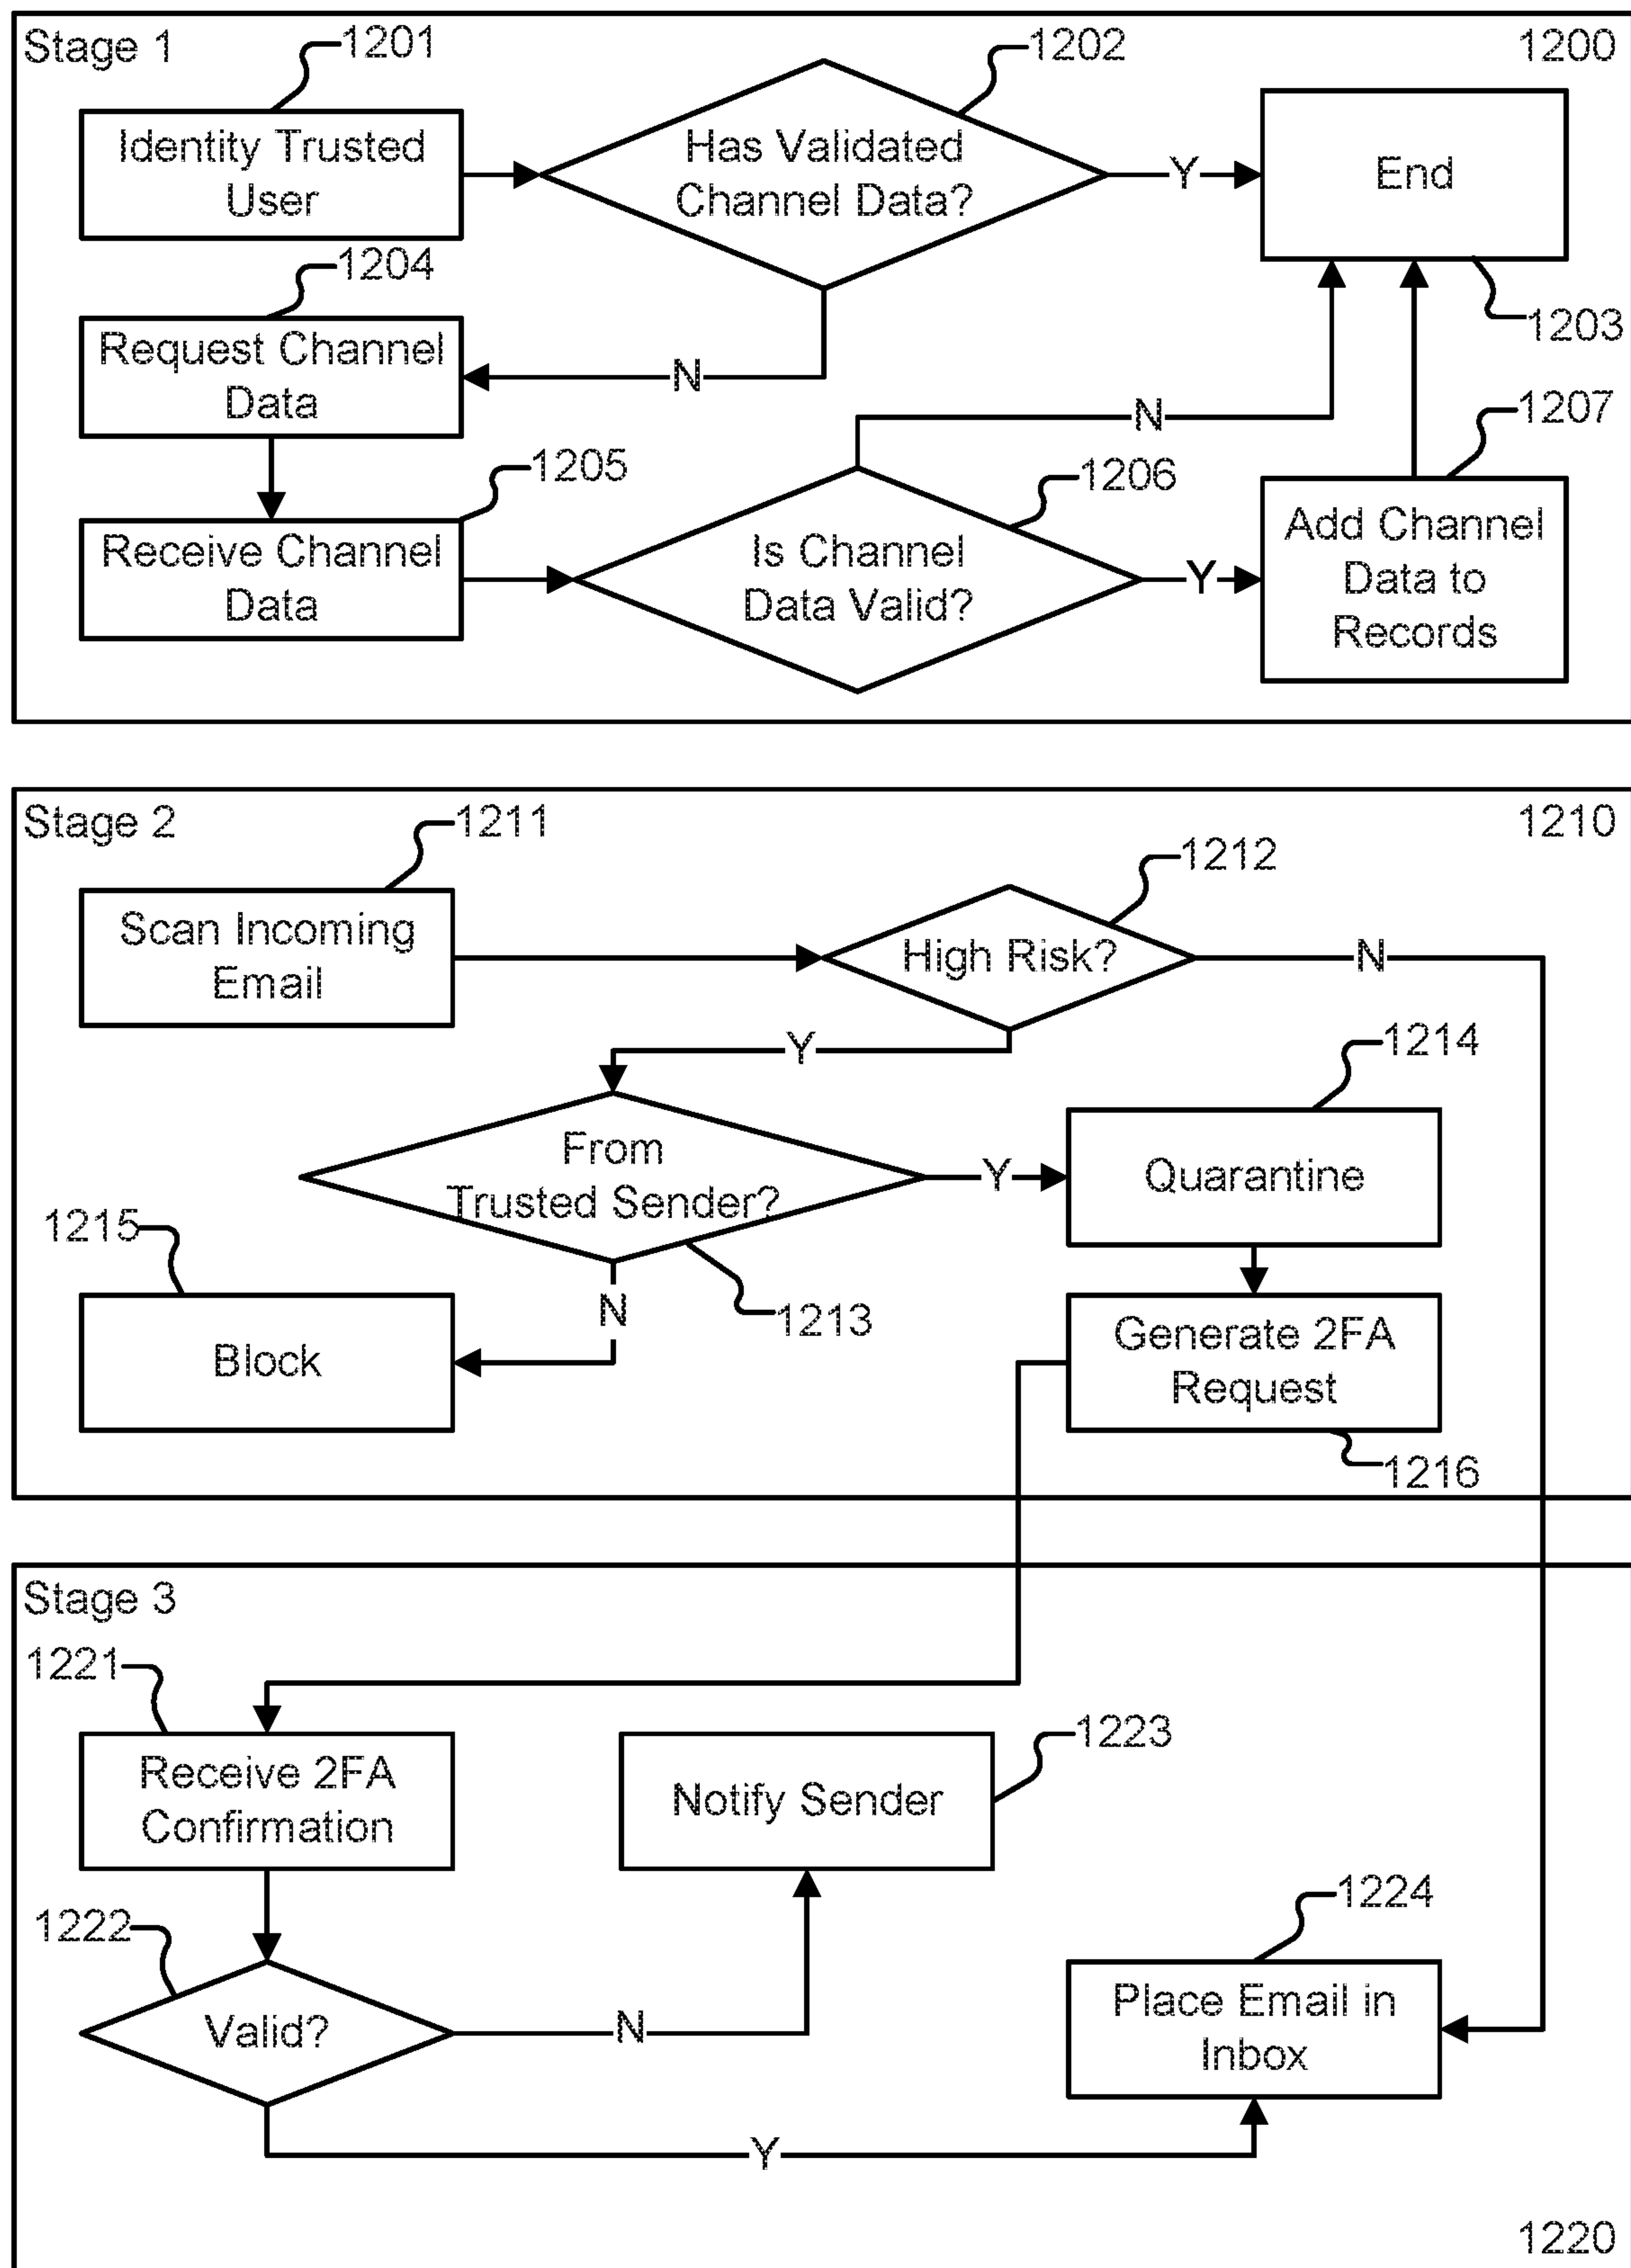 Stage 1
1201
1202
1200
Identity Trusted
User
Has Validated
Channel Data?
Y
End
1204
1203
Request Channel
Data
N
N
1207
1205
1206
Receive Channel
Data
Is Channel
Data Valid?
Y
Add Channel
Data to
Records
Stage 2
1211
1210
1212
Scan Incoming
Email
High Risk?
N
Y
1214
From
Trusted Sender?
Y
Quarantine
1215
N
1213
Block
Generate 2FA
Request
1216
Stage 3
1221
1223
Receive 2FA
Confirmation
Notify Sender
1224
1222
Valid?
N
Place Email in
Inbox
Y
1220